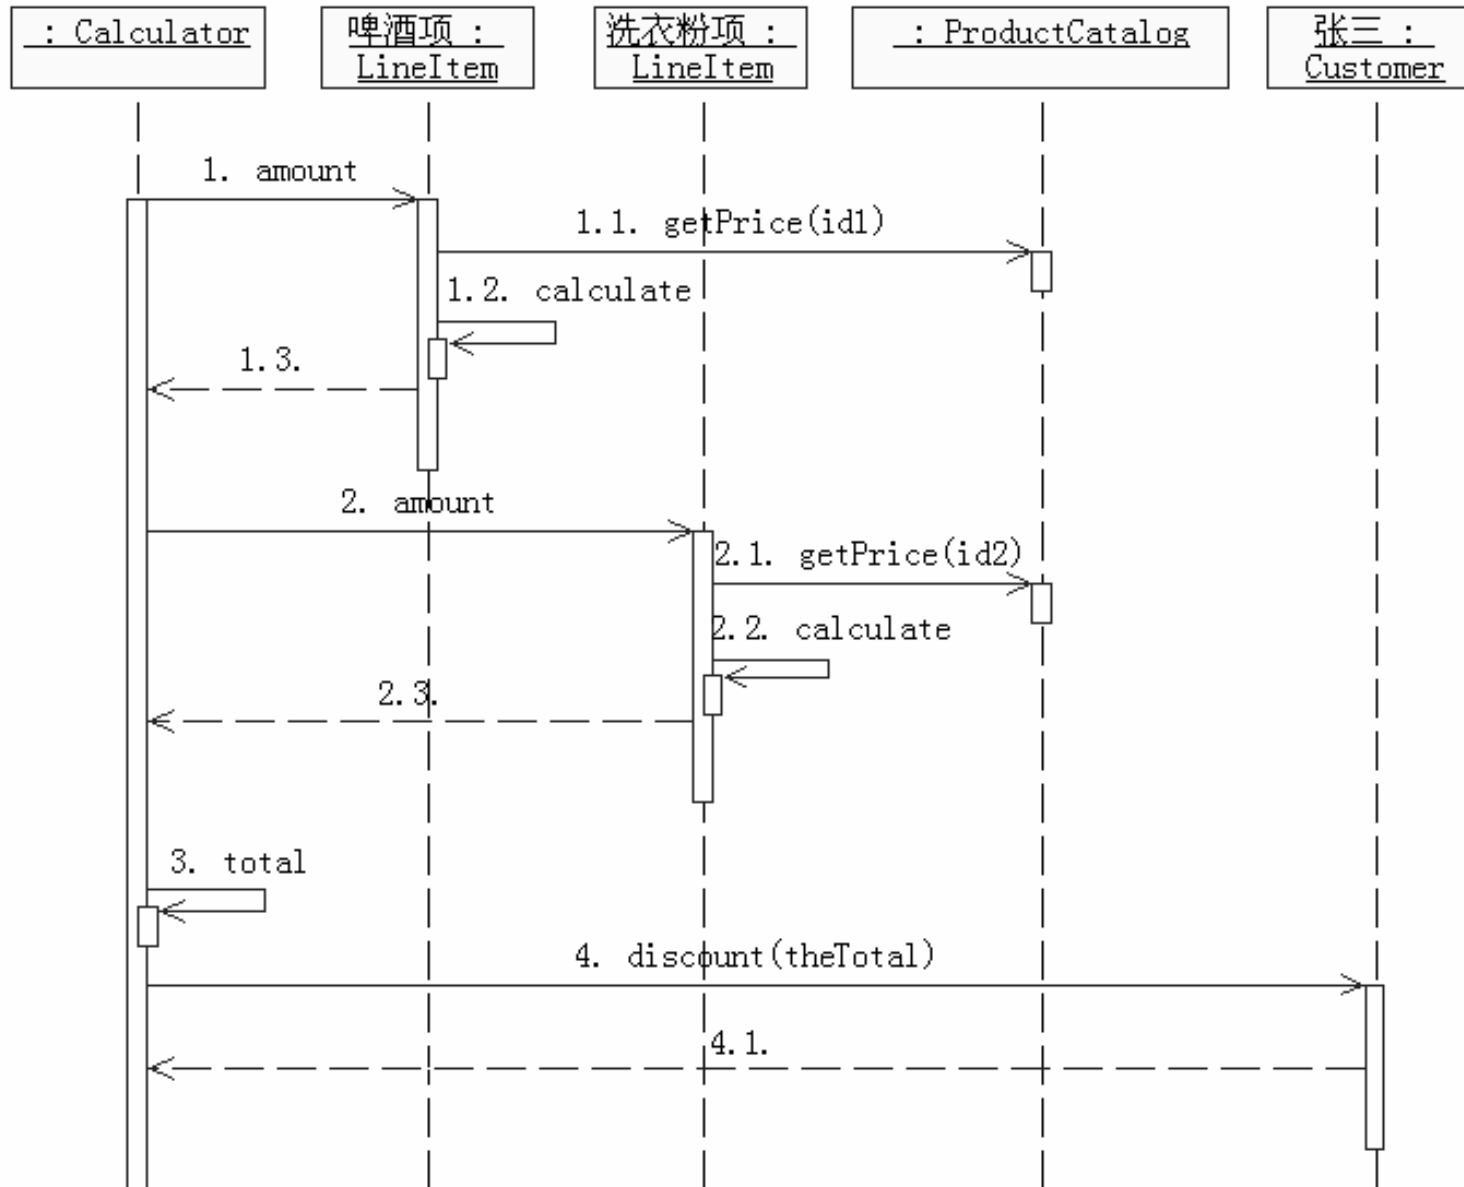 : Calculator
啤酒项 :
LineItem
洗衣粉项 :
LineItem
: ProductCatalog
张三 :
Customer
1. amount
1.1. getPrice(id1)
1.2. calculate
1.3.
2. amount
2.1. getPrice(id2)
2.2. calculate
2.3.
3. total
4. discount(theTotal)
4.1.